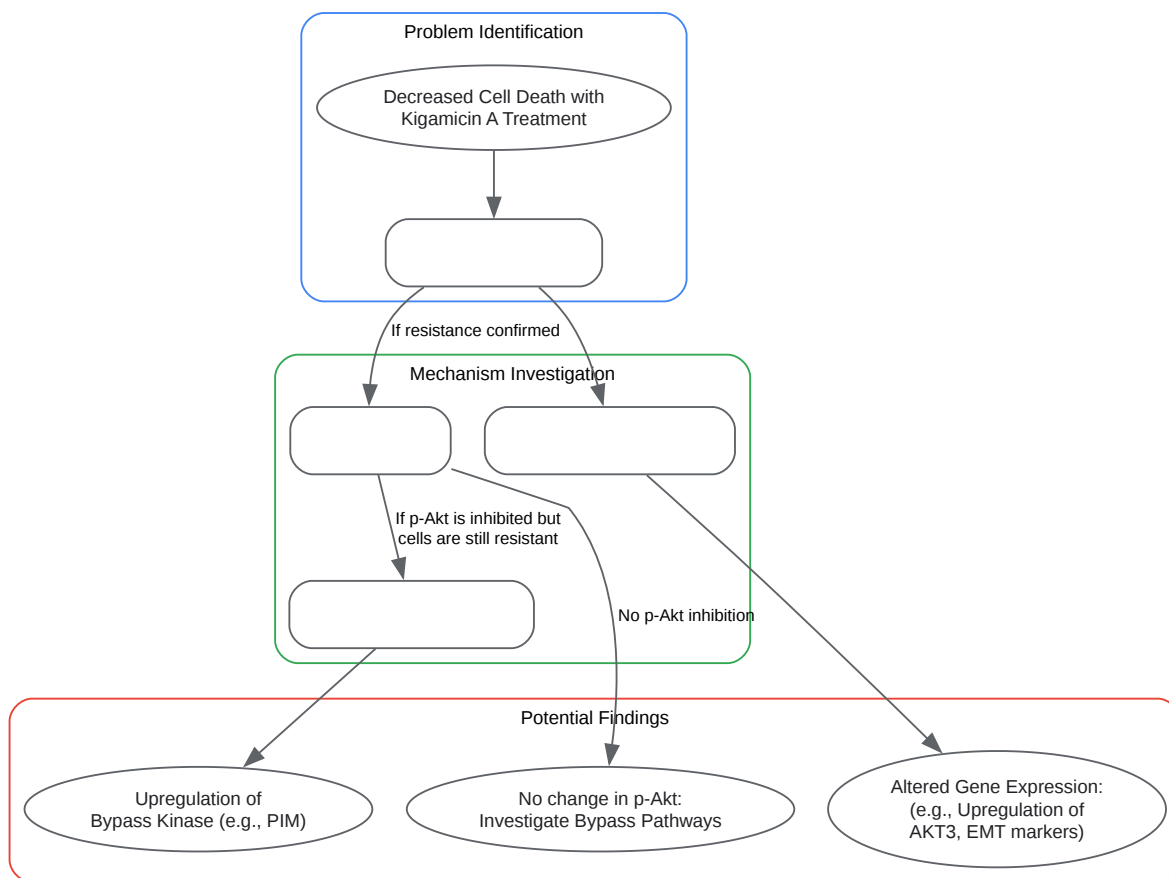 Problem Identification
Decreased Cell Death with
Kigamicin A Treatment
If resistance confirmed
Mechanism Investigation
If p-Akt is inhibited but
cells are still resistant
No p-Akt inhibition
Potential Findings
Upregulation of
Bypass Kinase (e.g., PIM)
No change in p-Akt:
Investigate Bypass Pathways
Altered Gene Expression:
(e.g., Upregulation of
AKT3, EMT markers)